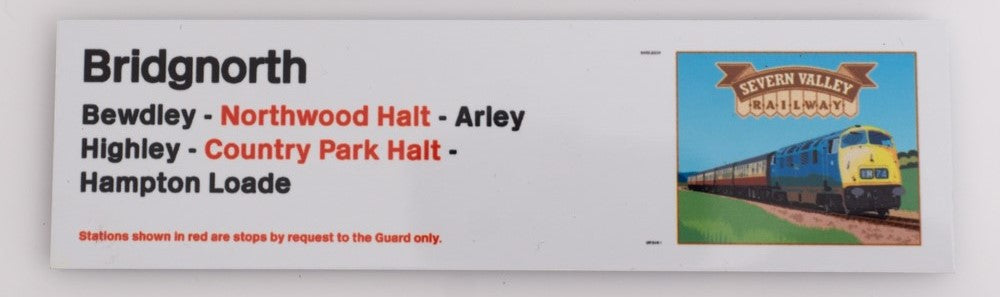 Bridgnorth
Bewdley - Northwood Halt - Arley
Highley - Country Park Halt -
Hampton Loade
Stations shown in red are stops by request to the Guard only.
SEVERN VALLEY
RAILWAY